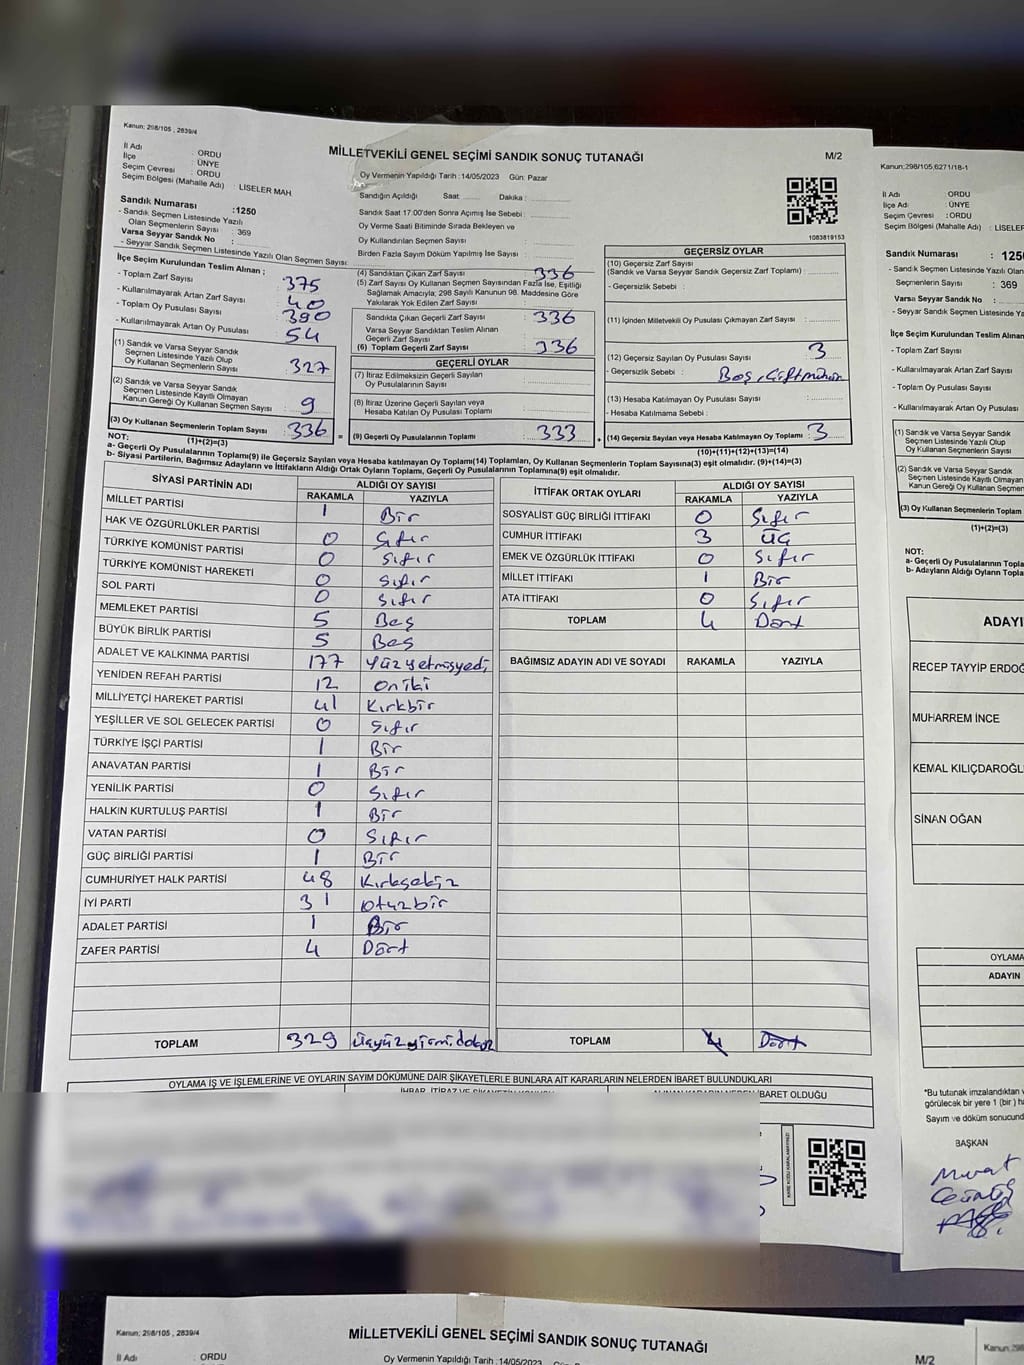 Kanun; 298/105 , 2839/4
MİLLETVEKİLİ GENEL SEÇİMİ SANDIK SONUÇ TUTANAĞI
M/2
İl Adı : ORDU
İlçe : ÜNYE
Seçim Çevresi : ORDU
Seçim Bölgesi (Mahalle Adı) : LİSELER MAH.
Oy Vermenin Yapıldığı Tarih : 14/05/2023 Gün: Pazar
Sandığın Açıldığı Saat Dakika :
Sandık Saat 17:00'den Sonra Açımış İse Sebebi :
Oy Verme Saati Bitiminde Sırada Bekleyen ve
Oy Kullandırılan Seçmen Sayısı :
Birden Fazla Sayım Döküm Yapılmış İse Sayısı :
1083819153
Sandık Numarası :1250
- Sandık Seçmen Listesinde Yazılı
Olan Seçmenlerin Sayısı : 369
Varsa Seyyar Sandık No :
- Seyyar Sandık Seçmen Listesinde Yazılı Olan Seçmen Sayısı :
İlçe Seçim Kurulundan Teslim Alınan ;
- Toplam Zarf Sayısı : 375
- Kullanılmayarak Artan Zarf Sayısı : 40
- Toplam Oy Pusulası Sayısı : 390
- Kullanılmayarak Artan Oy Pusulası : 54
(1) Sandık ve Varsa Seyyar Sandık
Seçmen Listesinde Yazılı Olup
Oy Kullanan Seçmenlerin Sayısı : 327
(2) Sandık ve Varsa Seyyar Sandık
Seçmen Listesinde Kayıtlı Olmayan
Kanun Gereği Oy Kullanan Seçmen Sayısı : 9
(3) Oy Kullanan Seçmenlerin Toplam Sayısı : 336 =
(1)+(2)=(3)
(4) Sandıktan Çıkan Zarf Sayısı : 336
(5) Zarf Sayısı Oy Kullanan Seçmen Sayısından Fazla İse, Eşitliği
Sağlamak Amacıyla; 298 Sayılı Kanunun 98. Maddesine Göre
Yakılarak Yok Edilen Zarf Sayısı :
Sandıkta Çıkan Geçerli Zarf Sayısı : 336
Varsa Seyyar Sandıktan Teslim Alınan
Geçerli Zarf Sayısı :
(6) Toplam Geçerli Zarf Sayısı : 336
GEÇERLİ OYLAR
(7) İtiraz Edilmeksizin Geçerli Sayılan
Oy Pusulalarının Sayısı :
(8) İtiraz Üzerine Geçerli Sayılan veya
Hesaba Katılan Oy Pusulası Toplamı :
(9) Geçerli Oy Pusulalarının Toplamı : 333 +
GEÇERSİZ OYLAR
(10) Geçersiz Zarf Sayısı
(Sandık ve Varsa Seyyar Sandık Geçersiz Zarf Toplamı) :
- Geçersizlik Sebebi :
(11) İçinden Milletvekili Oy Pusulası Çıkmayan Zarf Sayısı :
(12) Geçersiz Sayılan Oy Pusulası Sayısı : 3
- Geçersizlik Sebebi : Boş, Çift mühür
(13) Hesaba Katılmayan Oy Pusulası Sayısı :
- Hesaba Katılmama Sebebi :
(14) Geçersiz Sayılan veya Hesaba Katılmayan Oy Toplamı : 3
(10)+(11)+(12)+(13)=(14)
NOT:
a- Geçerli Oy Pusulalarının Toplamı(9) ile Geçersiz Sayılan veya Hesaba katılmayan Oy Toplamı(14) Toplamları, Oy Kullanan Seçmenlerin Toplam Sayısına(3) eşit olmalıdır. (9)+(14)=(3)
b- Siyasi Partilerin, Bağımsız Adayların ve İttifakların Aldığı Ortak Oyların Toplamı, Geçerli Oy Pusulalarının Toplamına(9) eşit olmalıdır.
SİYASİ PARTİNİN ADI ALDIĞI OY SAYISI
RAKAMLA YAZIYLA
MİLLET PARTİSİ 1 Bir
HAK VE ÖZGÜRLÜKLER PARTİSİ 0 Sıfır
TÜRKİYE KOMÜNİST PARTİSİ 0 Sıfır
TÜRKİYE KOMÜNİST HAREKETİ 0 Sıfır
SOL PARTİ 0 Sıfır
MEMLEKET PARTİSİ 5 Beş
BÜYÜK BİRLİK PARTİSİ 5 Beş
ADALET VE KALKINMA PARTİSİ 177 Yüzyetmişyedi
YENİDEN REFAH PARTİSİ 12 Oniki
MİLLİYETÇİ HAREKET PARTİSİ 41 Kırkbir
YEŞİLLER VE SOL GELECEK PARTİSİ 0 Sıfır
TÜRKİYE İŞÇİ PARTİSİ 1 Bir
ANAVATAN PARTİSİ 1 Bir
YENİLİK PARTİSİ 0 Sıfır
HALKIN KURTULUŞ PARTİSİ 1 Bir
VATAN PARTİSİ 0 Sıfır
GÜÇ BİRLİĞİ PARTİSİ 1 Bir
CUMHURİYET HALK PARTİSİ 48 Kırksekiz
İYİ PARTİ 31 Otuzbir
ADALET PARTİSİ 1 Bir
ZAFER PARTİSİ 4 Dört
TOPLAM 329 üçyüzyirmidokuz
İTTİFAK ORTAK OYLARI ALDIĞI OY SAYISI
RAKAMLA YAZIYLA
SOSYALİST GÜÇ BİRLİĞİ İTTİFAKI 0 Sıfır
CUMHUR İTTİFAKI 3 Üç
EMEK VE ÖZGÜRLÜK İTTİFAKI 0 Sıfır
MİLLET İTTİFAKI 1 Bir
ATA İTTİFAKI 0 Sıfır
TOPLAM 4 Dört
BAĞIMSIZ ADAYIN ADI VE SOYADI RAKAMLA YAZIYLA
TOPLAM 4 Dört
OYLAMA İŞ VE İŞLEMLERİNE VE OYLARIN SAYIM DÖKÜMÜNE DAİR ŞİKAYETLERLE BUNLARA AİT KARARLARIN NELERDEN İBARET BULUNDUKLARI
İBARET OLDUĞU
Kanun;298/105,6271/18-1
İl Adı : ORDU
İlçe Adı : ÜNYE
Seçim Çevresi : ORDU
Seçim Bölgesi (Mahalle Adı) : LİSELER
Sandık Numarası : 1250
- Sandık Seçmen Listesinde Yazılı Olan
Seçmenlerin Sayısı : 369
Varsa Seyyar Sandık No :
- Seyyar Sandık Seçmen Listesinde Yazılı
İlçe Seçim Kurulundan Teslim Alınan
- Toplam Zarf Sayısı
- Kullanılmayarak Artan Zarf Sayısı
- Toplam Oy Pusulası Sayısı
- Kullanılmayarak Artan Oy Pusulası
(1) Sandık ve Varsa Seyyar Sandık
Seçmen Listesinde Yazılı Olup
Oy Kullanan Seçmenlerin Sayısı
(2) Sandık ve Varsa Seyyar Sandık
Seçmen Listesinde Kayıtlı Olmayan
Kanun Gereği Oy Kullanan Seçmen
(3) Oy Kullanan Seçmenlerin Toplam
(1)+(2)=(3)
NOT:
a- Geçerli Oy Pusulalarının Toplamı
b- Adayların Aldığı Oyların Toplamı
ADAYI
RECEP TAYYİP ERDOĞ
MUHARREM İNCE
KEMAL KILIÇDAROĞL
SİNAN OĞAN
OYLAMA
ADAYIN
*Bu tutanak imzalandıktan
görülecek bir yere 1 (bir)
Sayım ve döküm sonucund
BAŞKAN
Murat
Kanun; 298/105 , 2839/4
MİLLETVEKİLİ GENEL SEÇİMİ SANDIK SONUÇ TUTANAĞI
İl Adı : ORDU
Oy Vermenin Yapıldığı Tarih : 14/05/2023
M/2
Kanun; 298